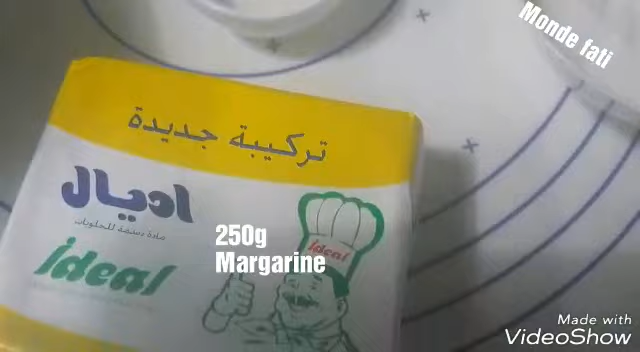 Monde fati
تركيبة جديدة
اديال
مادة دسمة للحلويات
ideal
ideal
250g
Margarine
Made with
VideoShow